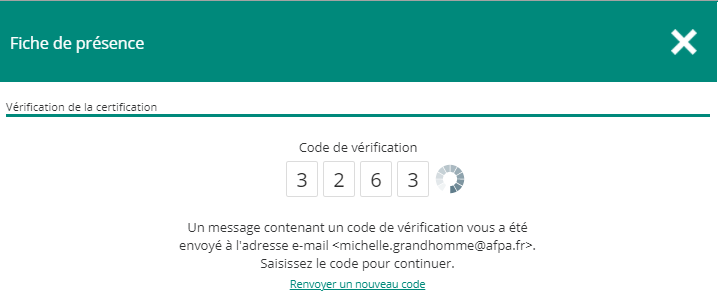 Fiche de présence
Vérification de la certification
Code de vérification
3 2 6 3
Un message contenant un code de vérification vous a été
envoyé à l'adresse e-mail <michelle.grandhomme@afpa.fr>.
Saisissez le code pour continuer.
Renvoyer un nouveau code